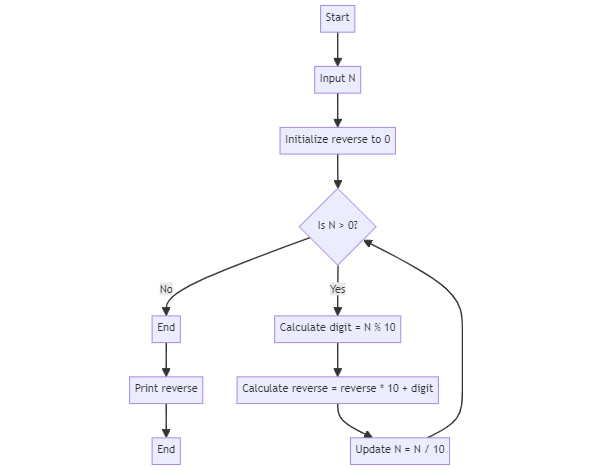 Start
Input N
Initialize reverse to 0
Is N > 0?
No
Yes
End
Calculate digit = N % 10
Print reverse
Calculate reverse = reverse * 10 + digit
End
Update N = N / 10